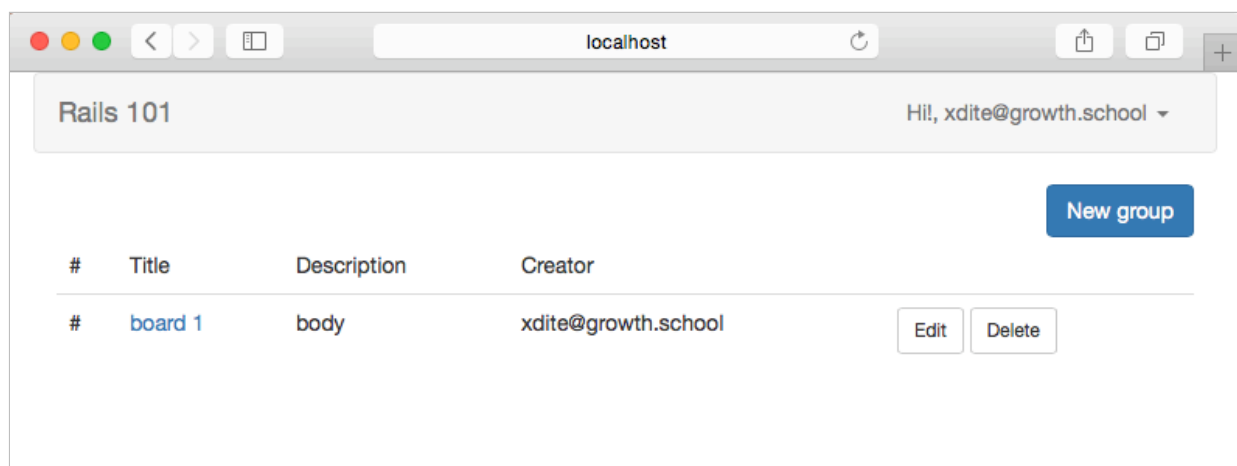 localhost
Rails 101 Hi!, xdite@growth.school
New group
# Title Description Creator
# board 1 body xdite@growth.school Edit Delete